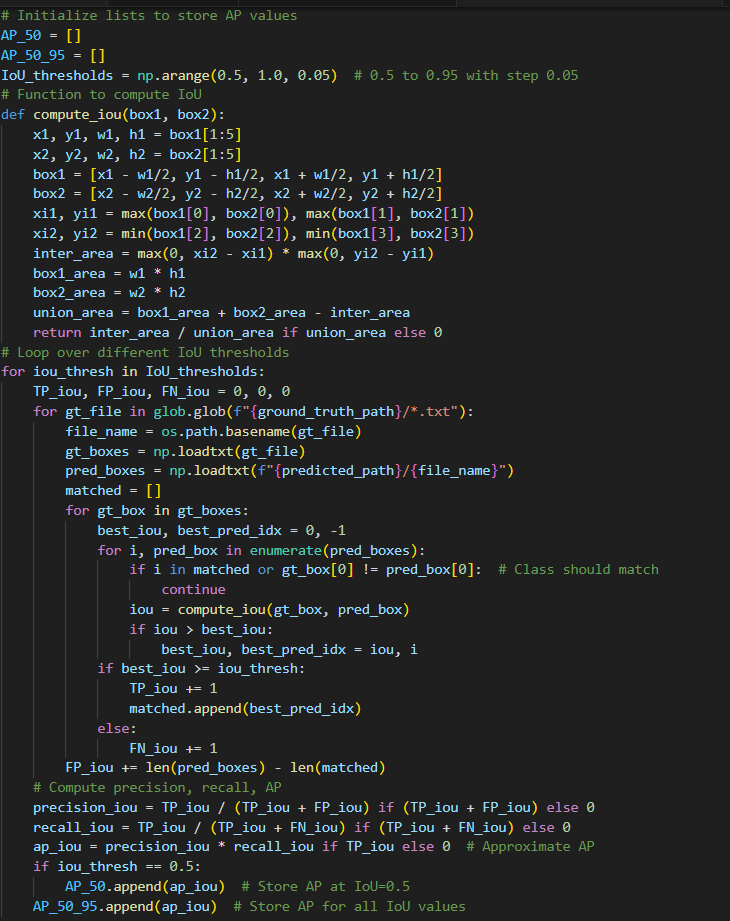 # Initialize lists to store AP values
AP_50 = []
AP_50_95 = []
IoU_thresholds = np.arange(0.5, 1.0, 0.05)  # 0.5 to 0.95 with step 0.05
# Function to compute IoU
def compute_iou(box1, box2):
    x1, y1, w1, h1 = box1[1:5]
    x2, y2, w2, h2 = box2[1:5]
    box1 = [x1 - w1/2, y1 - h1/2, x1 + w1/2, y1 + h1/2]
    box2 = [x2 - w2/2, y2 - h2/2, x2 + w2/2, y2 + h2/2]
    xi1, yi1 = max(box1[0], box2[0]), max(box1[1], box2[1])
    xi2, yi2 = min(box1[2], box2[2]), min(box1[3], box2[3])
    inter_area = max(0, xi2 - xi1) * max(0, yi2 - yi1)
    box1_area = w1 * h1
    box2_area = w2 * h2
    union_area = box1_area + box2_area - inter_area
    return inter_area / union_area if union_area else 0
# Loop over different IoU thresholds
for iou_thresh in IoU_thresholds:
    TP_iou, FP_iou, FN_iou = 0, 0, 0
    for gt_file in glob.glob(f"{ground_truth_path}/*.txt"):
        file_name = os.path.basename(gt_file)
        gt_boxes = np.loadtxt(gt_file)
        pred_boxes = np.loadtxt(f"{predicted_path}/{file_name}")
        matched = []
        for gt_box in gt_boxes:
            best_iou, best_pred_idx = 0, -1
            for i, pred_box in enumerate(pred_boxes):
                if i in matched or gt_box[0] != pred_box[0]:  # Class should match
                    continue
                iou = compute_iou(gt_box, pred_box)
                if iou > best_iou:
                    best_iou, best_pred_idx = iou, i
            if best_iou >= iou_thresh:
                TP_iou += 1
                matched.append(best_pred_idx)
            else:
                FN_iou += 1
        FP_iou += len(pred_boxes) - len(matched)
    # Compute precision, recall, AP
    precision_iou = TP_iou / (TP_iou + FP_iou) if (TP_iou + FP_iou) else 0
    recall_iou = TP_iou / (TP_iou + FN_iou) if (TP_iou + FN_iou) else 0
    ap_iou = precision_iou * recall_iou if TP_iou else 0  # Approximate AP
    if iou_thresh == 0.5:
        AP_50.append(ap_iou)  # Store AP at IoU=0.5
    AP_50_95.append(ap_iou)  # Store AP for all IoU values